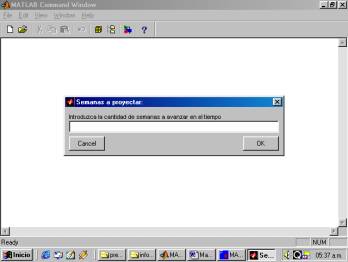 MATLAB Command Window
File Edit View Window Help
Semanas a proyectar:
Introduzca la cantidad de semanas a avanzar en el tiempo
Cancel OK
Ready NUM
Inicio pre... info... MA... Ma... MA... Se... 05:37 a.m.